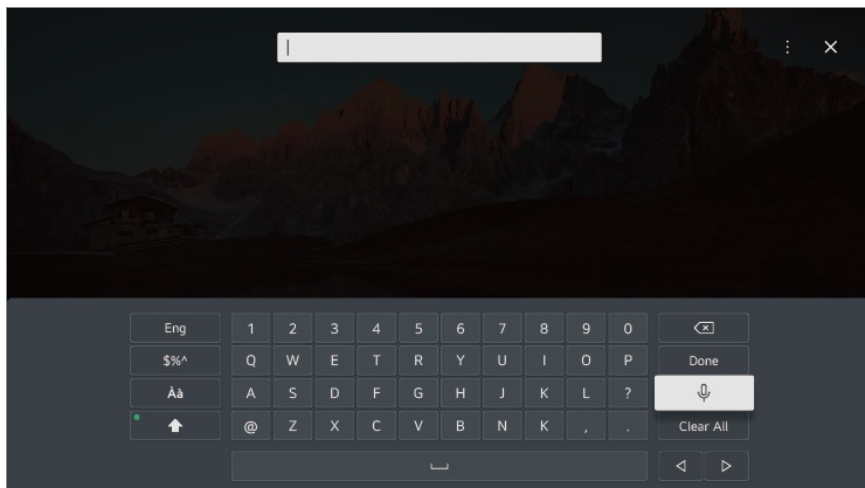 Eng 1 2 3 4 5 6 7 8 9 0
$%^ Q W E T R Y U I O P Done
Àà A S D F G H J K L ?
@ Z X C V B N K , . Clear All